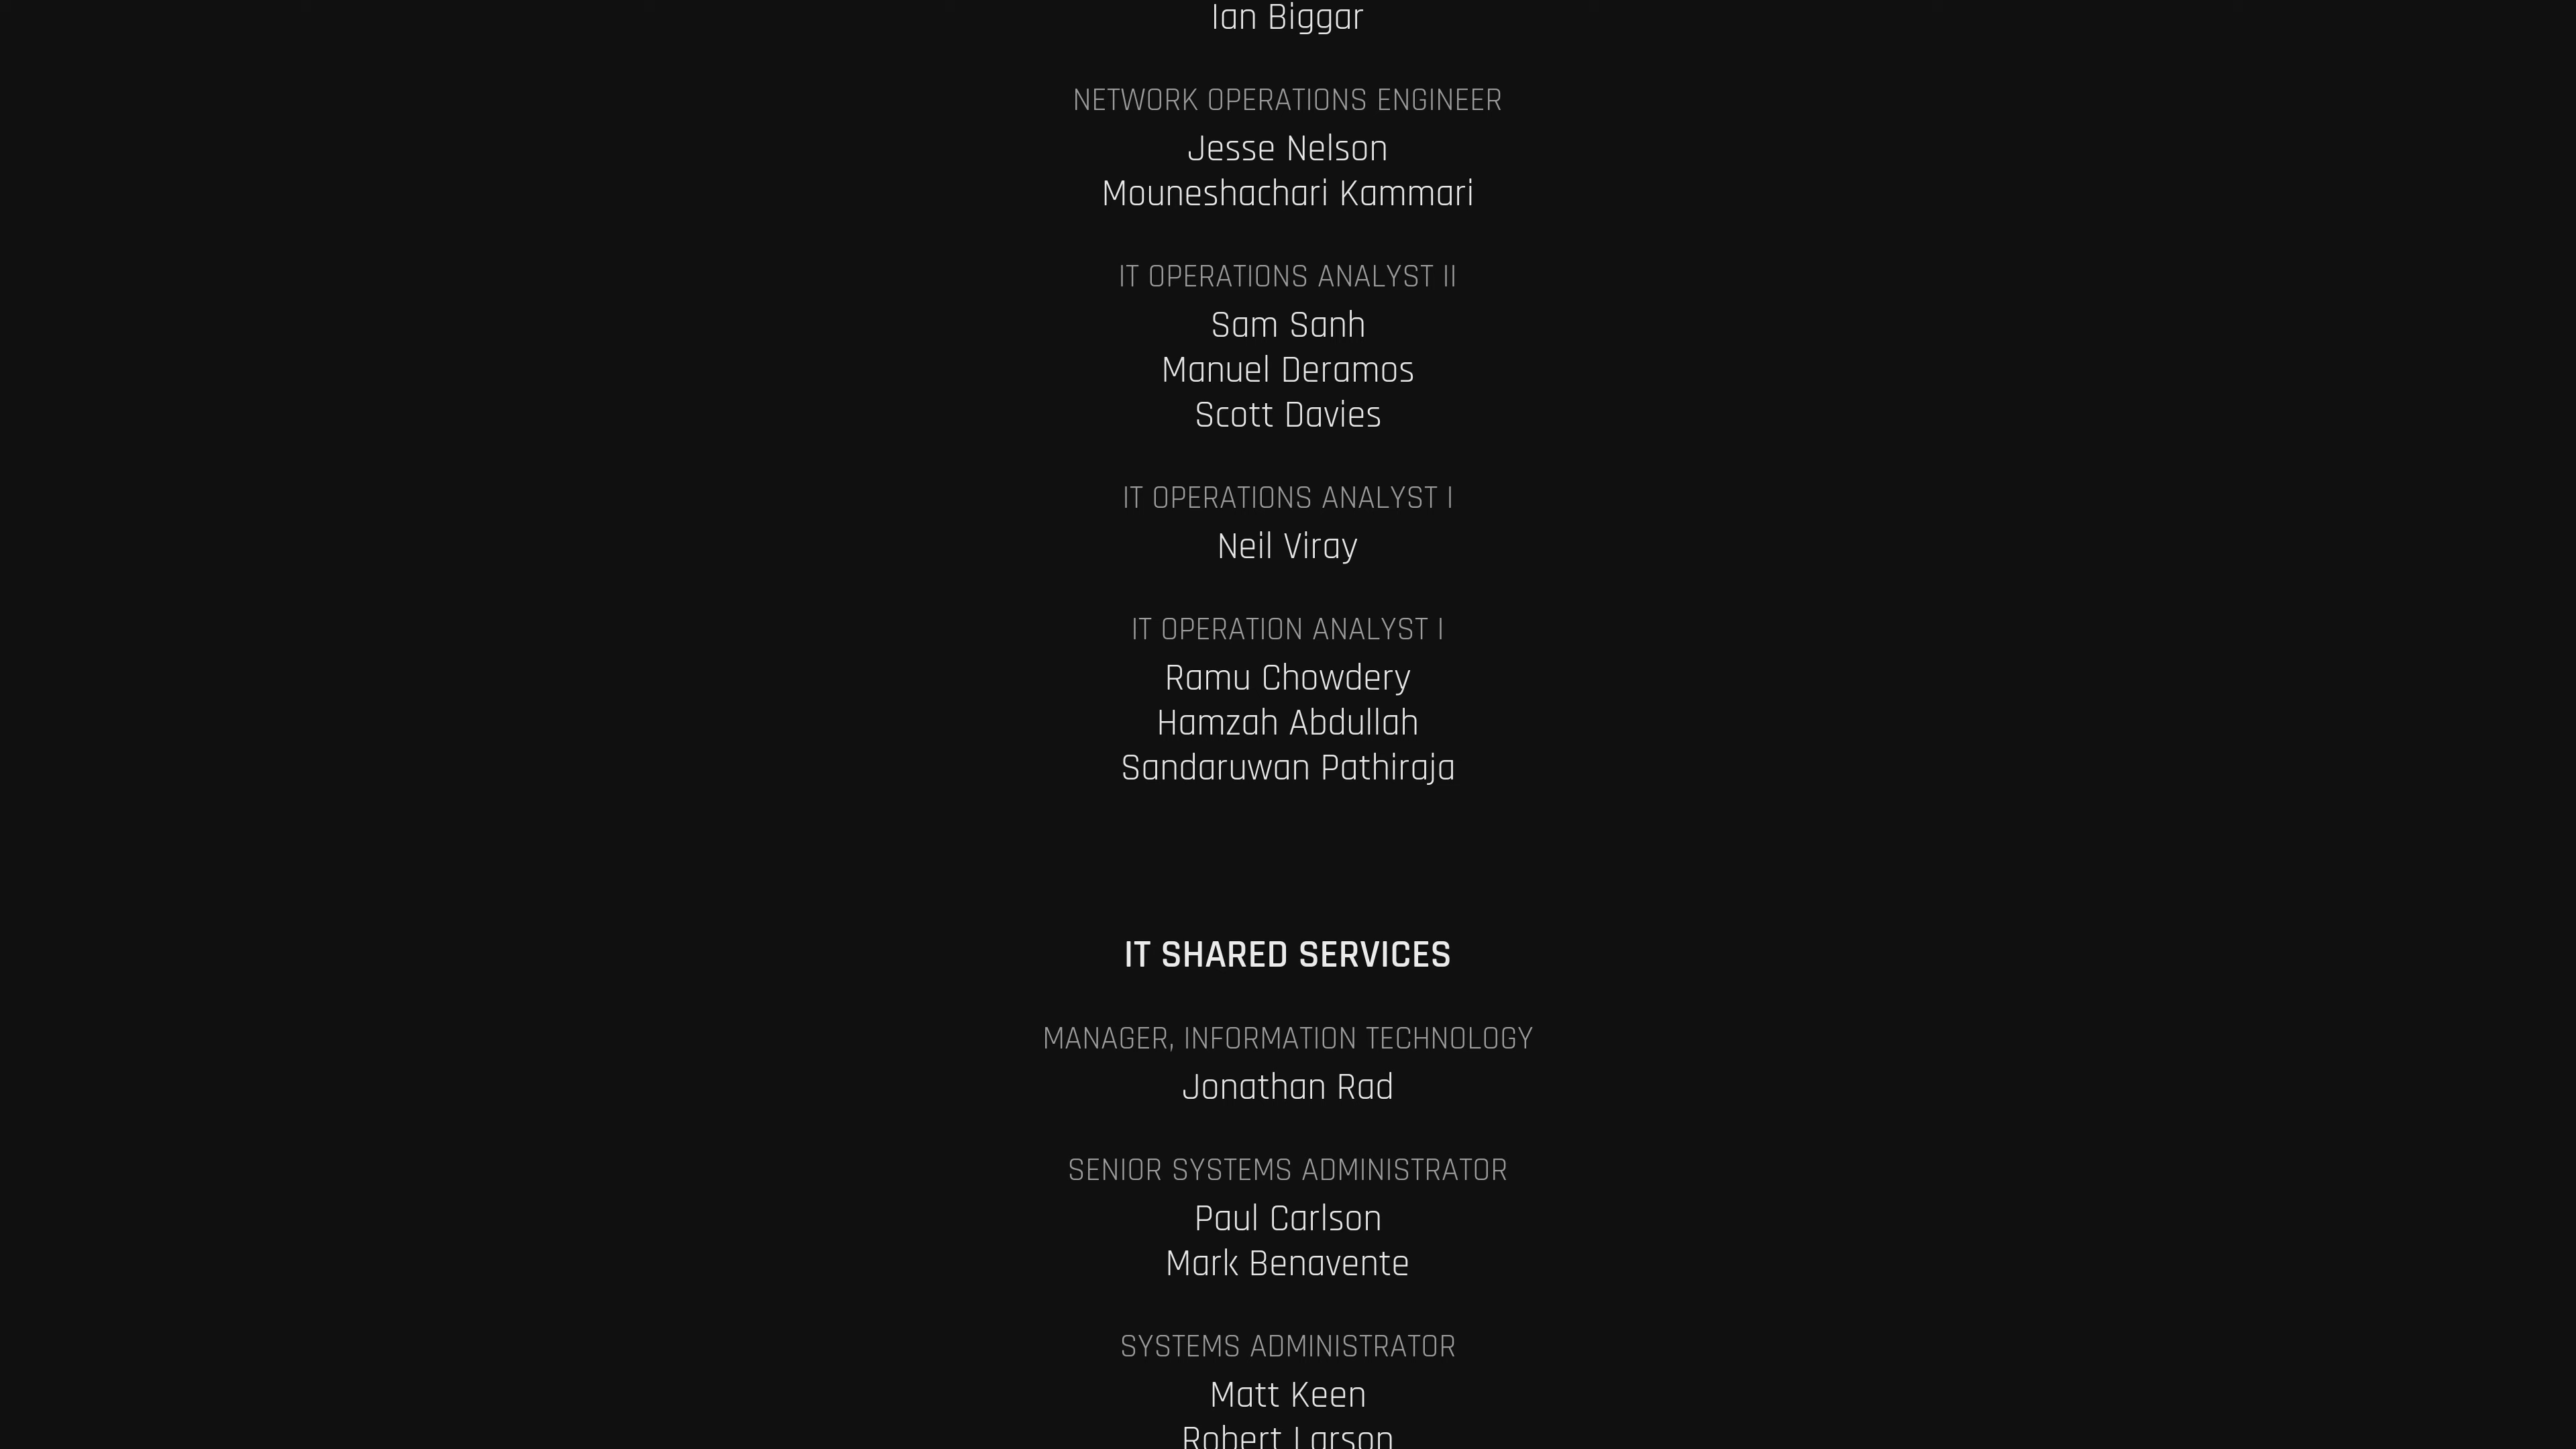 Ian Biggar
NETWORK OPERATIONS ENGINEER
Jesse Nelson
Mouneshachari Kammari
IT OPERATIONS ANALYST II
Sam Sanh
Manuel Deramos
Scott Davies
IT OPERATIONS ANALYST I
Neil Viray
IT OPERATION ANALYST I
Ramu Chowdery
Hamzah Abdullah
Sandaruwan Pathiraja
IT SHARED SERVICES
MANAGER, INFORMATION TECHNOLOGY
Jonathan Rad
SENIOR SYSTEMS ADMINISTRATOR
Paul Carlson
Mark Benavente
SYSTEMS ADMINISTRATOR
Matt Keen
Robert Larson